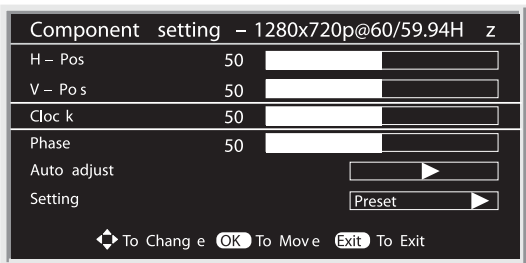 Component setting – 1280x720p@60/59.94H z
H – Pos 50
V – Po s 50
Cloc k 50
Phase 50
Auto adjust
Setting Preset
To Chang e OK To Mov e Exit To Exit